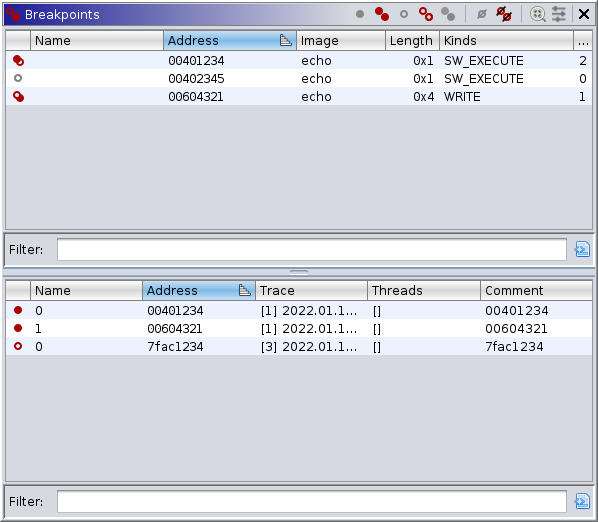 Breakpoints
Name Address Image Length Kinds ...
00401234 echo 0x1 SW_EXECUTE 2
00402345 echo 0x1 SW_EXECUTE 0
00604321 echo 0x4 WRITE 1
Filter:
Name Address Trace Threads Comment
0 00401234 [1] 2022.01.1... [] 00401234
1 00604321 [1] 2022.01.1... [] 00604321
0 7fac1234 [3] 2022.01.1... [] 7fac1234
Filter: